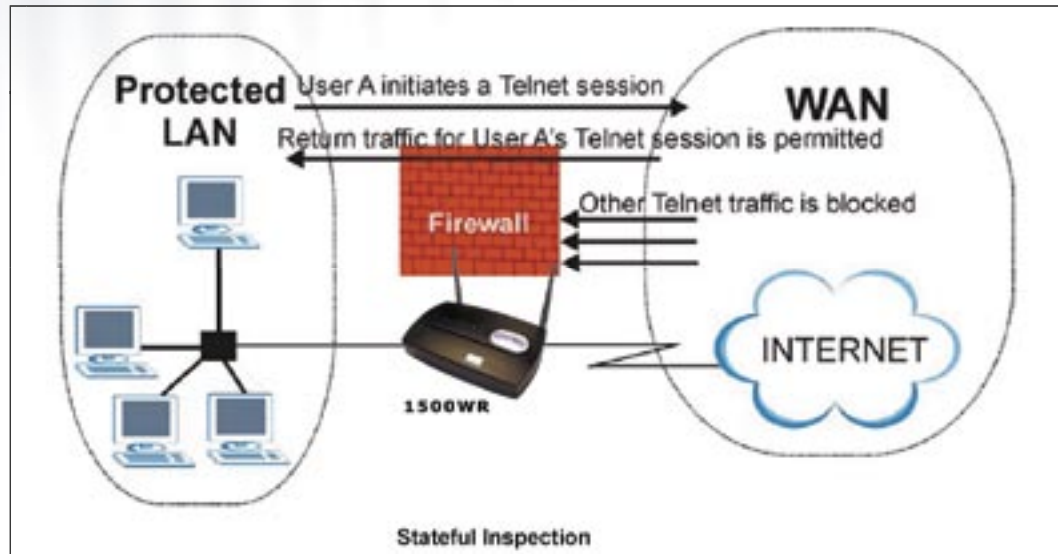 Protected
LAN
User A initiates a Telnet session
WAN
Return traffic for User A's Telnet session is permitted
Firewall
Other Telnet traffic is blocked
INTERNET
1500WR
Stateful Inspection